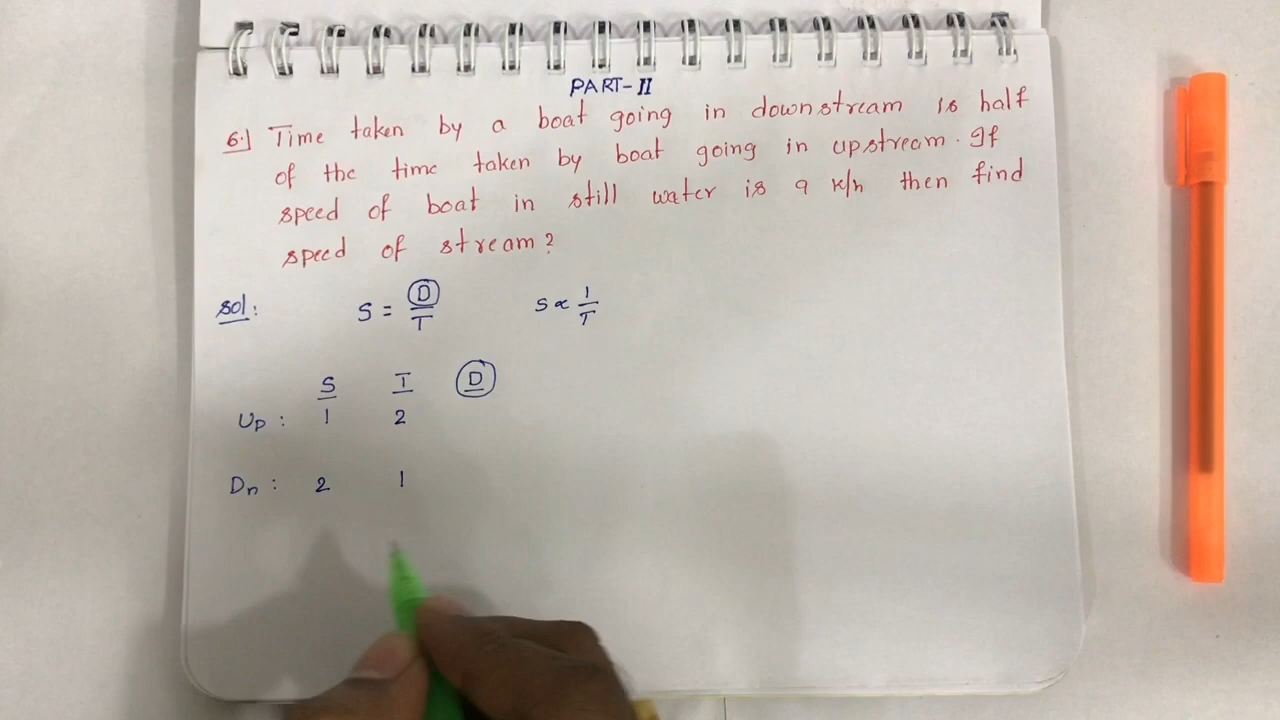 PART-II
6.) Time taken by a boat going in downstream is half
of the time taken by boat going in upstream. If
speed of boat in still water is 9 k/h then find
speed of stream?
Sol: S = D/T S ∝ 1/T
S T D
Up: 1 2
Dn: 2 1